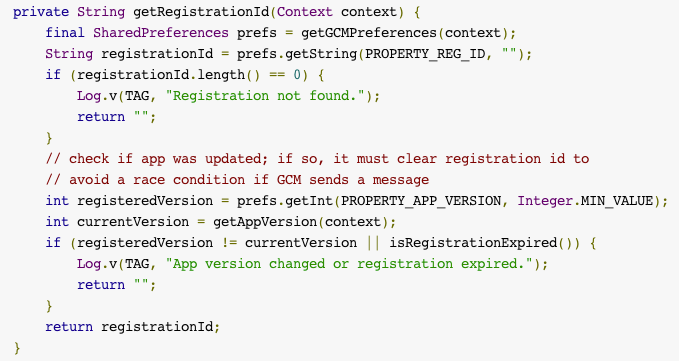 private String getRegistrationId(Context context) {
    final SharedPreferences prefs = getGCMPreferences(context);
    String registrationId = prefs.getString(PROPERTY_REG_ID, "");
    if (registrationId.length() == 0) {
        Log.v(TAG, "Registration not found.");
        return "";
    }
    // check if app was updated; if so, it must clear registration id to
    // avoid a race condition if GCM sends a message
    int registeredVersion = prefs.getInt(PROPERTY_APP_VERSION, Integer.MIN_VALUE);
    int currentVersion = getAppVersion(context);
    if (registeredVersion != currentVersion || isRegistrationExpired()) {
        Log.v(TAG, "App version changed or registration expired.");
        return "";
    }
    return registrationId;
}